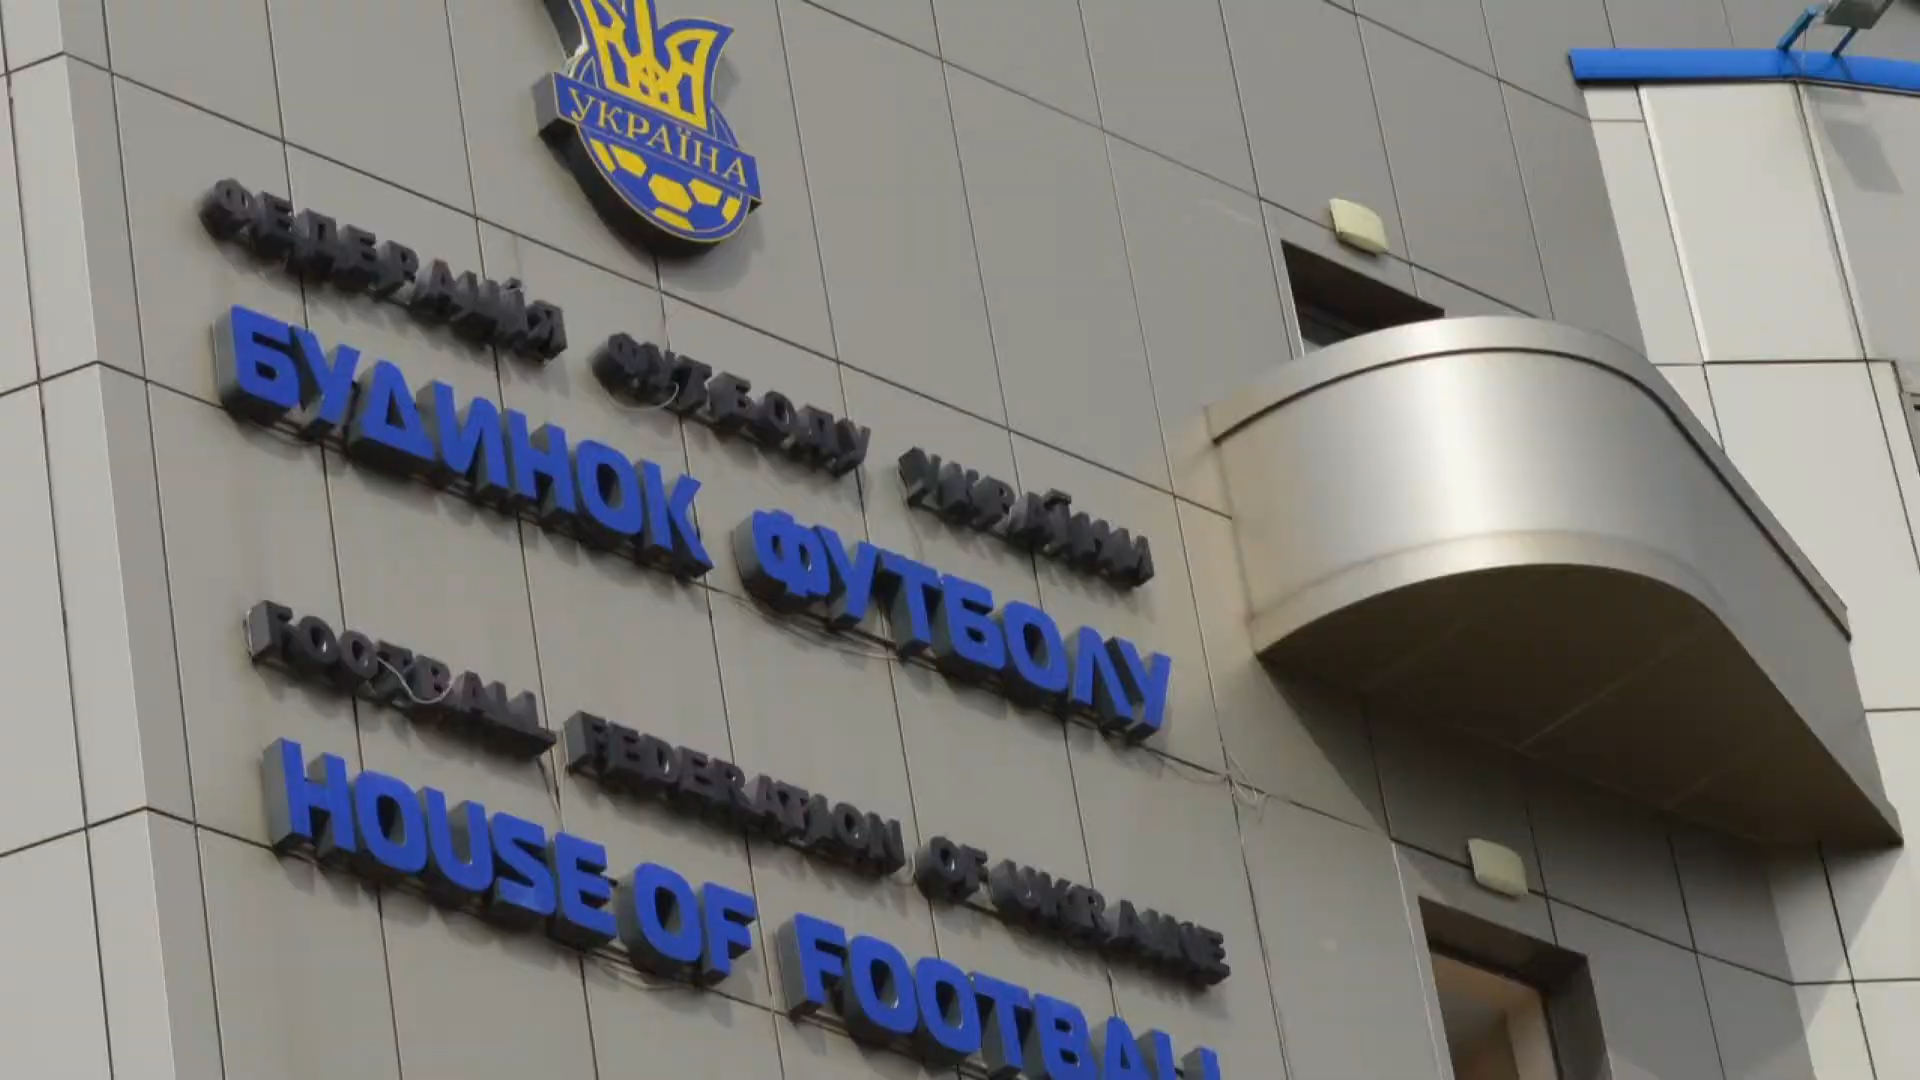 УКРАЇНА
ФЕДЕРАЦІЯ ФУТБОЛУ УКРАЇНИ
БУДИНОК ФУТБОЛУ
FOOTBALL FEDERATION OF UKRAINE
HOUSE OF FOOTBALL